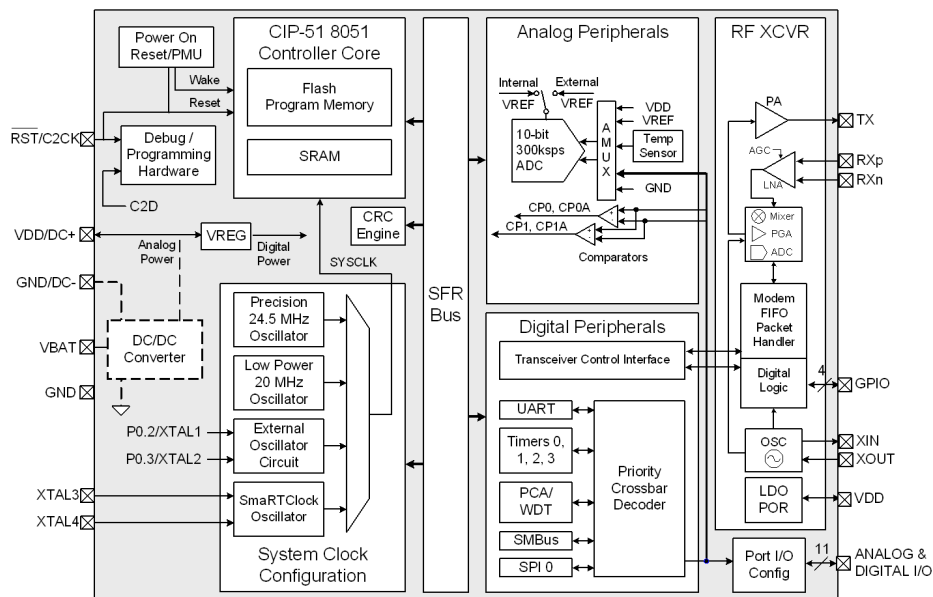 Power On
Reset/PMU
Wake
Reset
RST/C2CK
Debug /
Programming
Hardware
C2D
CIP-51 8051
Controller Core
Flash
Program Memory
SRAM
VDD/DC+
VREG
Analog
Power
Digital
Power
SYSCLK
CRC
Engine
GND/DC-
DC/DC
Converter
VBAT
GND
Precision
24.5 MHz
Oscillator
Low Power
20 MHz
Oscillator
P0.2/XTAL1
P0.3/XTAL2
External
Oscillator
Circuit
XTAL3
XTAL4
SmaRTClock
Oscillator
System Clock
Configuration
SFR
Bus
Analog Peripherals
Internal
VREF
External
VREF
10-bit
300ksps
ADC
A
M
U
X
VDD
VREF
Temp
Sensor
GND
CP0, CP0A
+
-
CP1, CP1A
+
-
Comparators
Digital Peripherals
Transceiver Control Interface
UART
Timers 0,
1, 2, 3
PCA/
WDT
SMBus
SPI 0
Priority
Crossbar
Decoder
RF XCVR
PA
TX
AGC
LNA
RXp
RXn
Mixer
PGA
ADC
Modem
FIFO
Packet
Handler
Digital
Logic
4
GPIO
OSC
XIN
XOUT
LDO
POR
VDD
Port I/O
Config
11
ANALOG &
DIGITAL I/O